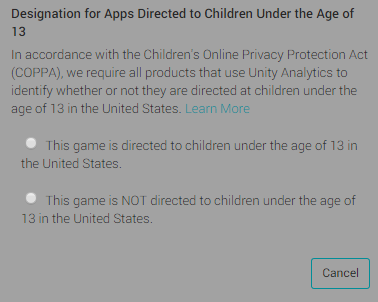 Designation for Apps Directed to Children Under the Age of
13
In accordance with the Children's Online Privacy Protection Act
(COPPA), we require all products that use Unity Analytics to
identify whether or not they are directed at children under the
age of 13 in the United States. Learn More
This game is directed to children under the age of 13 in
the United States.
This game is NOT directed to children under the age of
13 in the United States.
Cancel